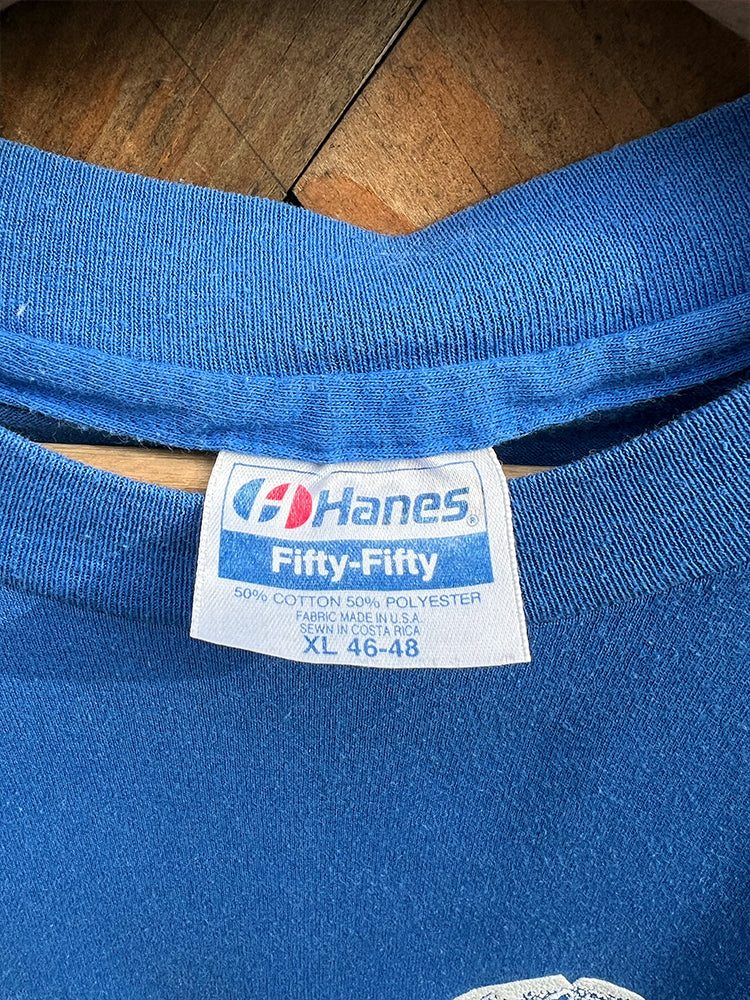 Hanes®
Fifty-Fifty
50% COTTON 50% POLYESTER
FABRIC MADE IN U.S.A.
SEWN IN COSTA RICA
XL 46-48